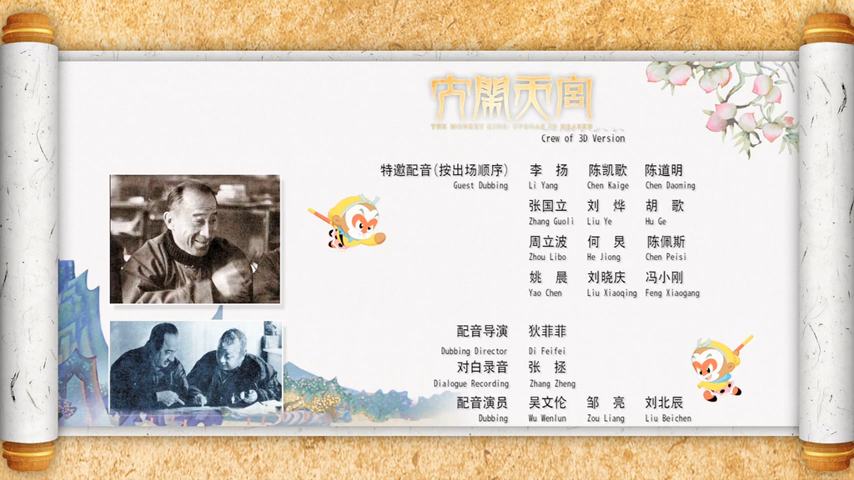 大闹天宫
THE MONKEY KING: UPROAR IN HEAVEN
Crew of 3D Version
特邀配音(按出场顺序) 李 扬 陈凯歌 陈道明
Guest Dubbing Li Yang Chen Kaige Chen Daoming
张国立 刘 烨 胡 歌
Zhang Guoli Liu Ye Hu Ge
周立波 何 炅 陈佩斯
Zhou Libo He Jiong Chen Peisi
姚 晨 刘晓庆 冯小刚
Yao Chen Liu Xiaoqing Feng Xiaogang
配音导演 狄菲菲
Dubbing Director Di Feifei
对白录音 张 拯
Dialogue Recording Zhang Zheng
配音演员 吴文伦 邹 亮 刘北辰
Dubbing Wu Wenlun Zou Liang Liu Beichen